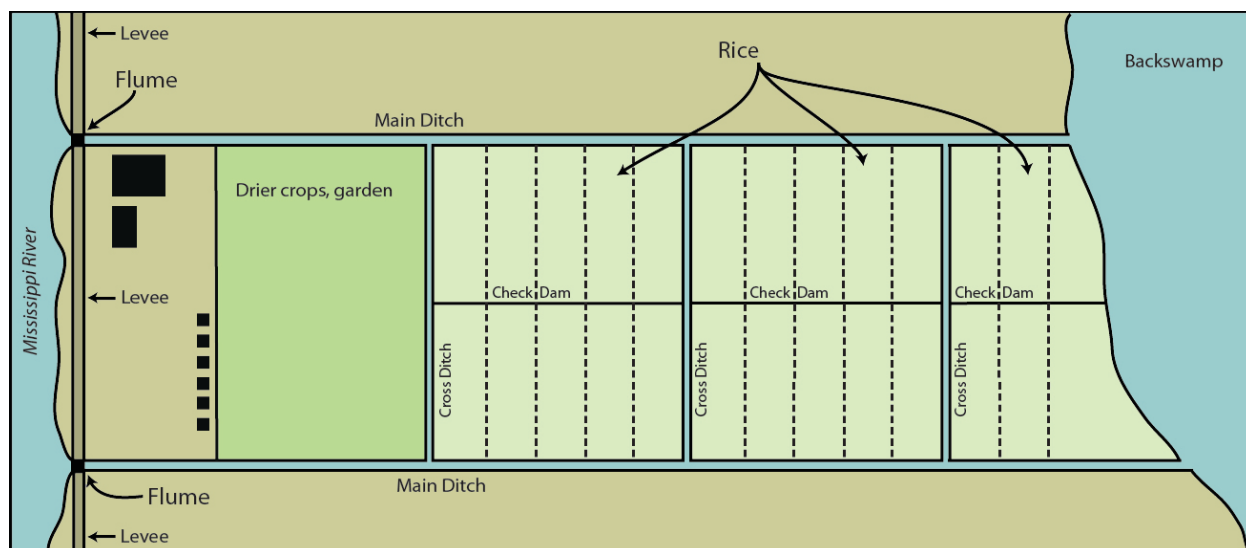 Levee
Rice
Backswamp
Flume
Main Ditch
Drier crops, garden
Mississippi River
Levee
Check Dam
Check Dam
Check Dam
Cross Ditch
Cross Ditch
Cross Ditch
Main Ditch
Flume
Levee